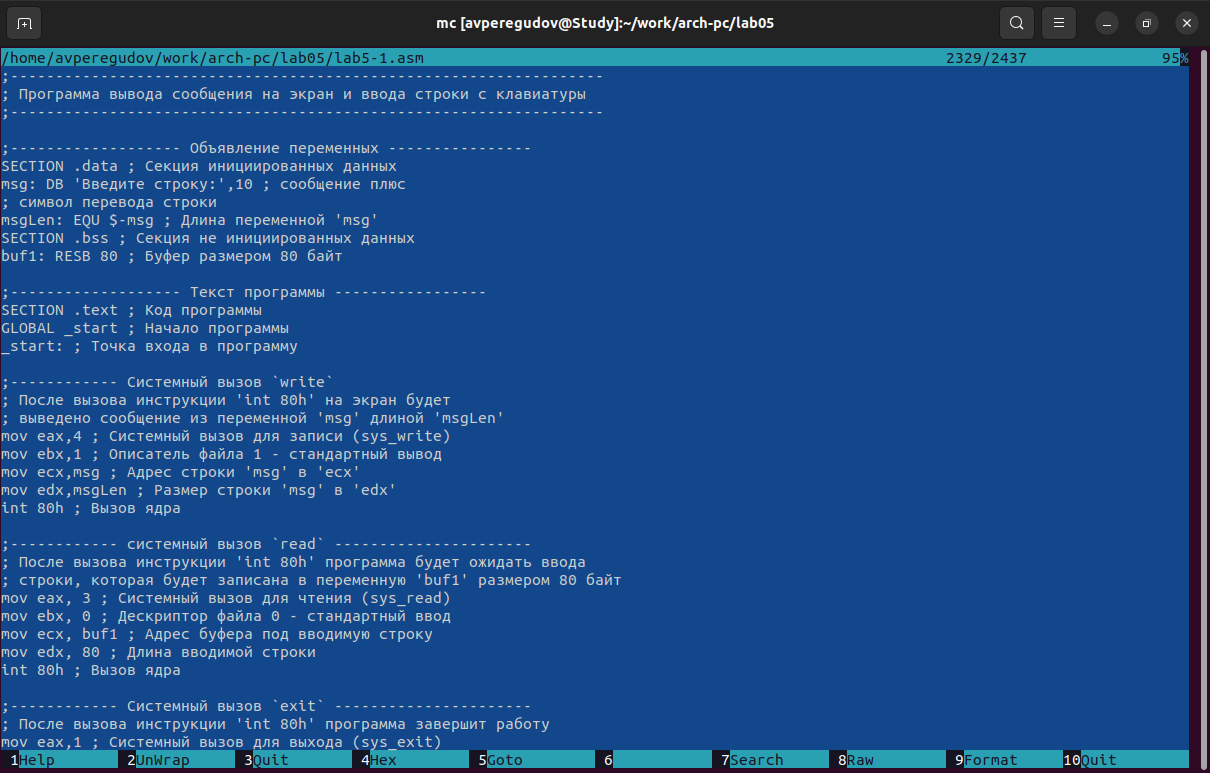 mc [avperegudov@Study]:~/work/arch-pc/lab05
/home/avperegudov/work/arch-pc/lab05/lab5-1.asm 2329/2437 95%
;------------------------------------------------------------------
; Программа вывода сообщения на экран и ввода строки с клавиатуры
;------------------------------------------------------------------
;------------------- Объявление переменных ----------------
SECTION .data ; Секция инициированных данных
msg: DB 'Введите строку:',10 ; сообщение плюс
; символ перевода строки
msgLen: EQU $-msg ; Длина переменной 'msg'
SECTION .bss ; Секция не инициированных данных
buf1: RESB 80 ; Буфер размером 80 байт
;------------------- Текст программы -----------------
SECTION .text ; Код программы
GLOBAL _start ; Начало программы
_start: ; Точка входа в программу
;------------ Системный вызов `write`
; После вызова инструкции 'int 80h' на экран будет
; выведено сообщение из переменной 'msg' длиной 'msgLen'
mov eax,4 ; Системный вызов для записи (sys_write)
mov ebx,1 ; Описатель файла 1 - стандартный вывод
mov ecx,msg ; Адрес строки 'msg' в 'ecx'
mov edx,msgLen ; Размер строки 'msg' в 'edx'
int 80h ; Вызов ядра
;------------ системный вызов `read` ----------------------
; После вызова инструкции 'int 80h' программа будет ожидать ввода
; строки, которая будет записана в переменную 'buf1' размером 80 байт
mov eax, 3 ; Системный вызов для чтения (sys_read)
mov ebx, 0 ; Дескриптор файла 0 - стандартный ввод
mov ecx, buf1 ; Адрес буфера под вводимую строку
mov edx, 80 ; Длина вводимой строки
int 80h ; Вызов ядра
;------------ Системный вызов `exit` ----------------------
; После вызова инструкции 'int 80h' программа завершит работу
mov eax,1 ; Системный вызов для выхода (sys_exit)
1Help 2UnWrap 3Quit 4Hex 5Goto 6 7Search 8Raw 9Format 10Quit